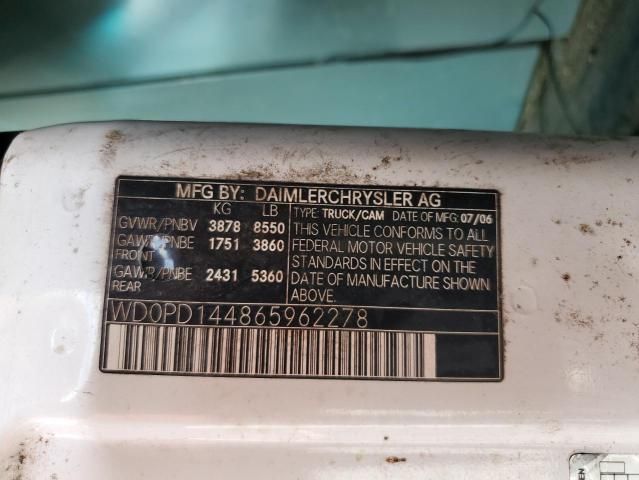 MFG BY: DAIMLERCHRYSLER AG
KG LB
TYPE: TRUCK/CAM DATE OF MFG: 07/06
GVWR/PNBV 3878 8550
GAWR/PNBE 1751 3860
FRONT
GAWR/PNBE 2431 5360
REAR
THIS VEHICLE CONFORMS TO ALL
FEDERAL MOTOR VEHICLE SAFETY
STANDARDS IN EFFECT ON THE
DATE OF MANUFACTURE SHOWN
ABOVE.
WD0PD144865962278